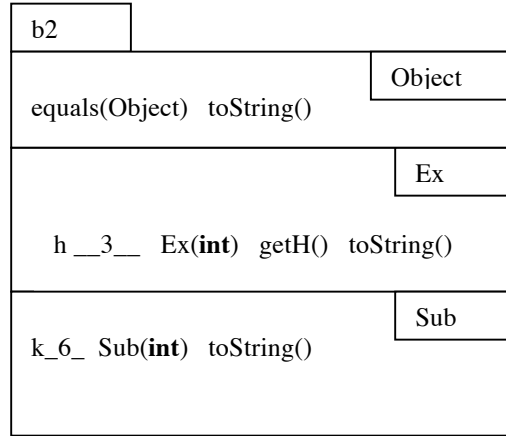 b2
Object
equals(Object) toString()
Ex
h __3__ Ex(int) getH() toString()
Sub
k_6_ Sub(int) toString()